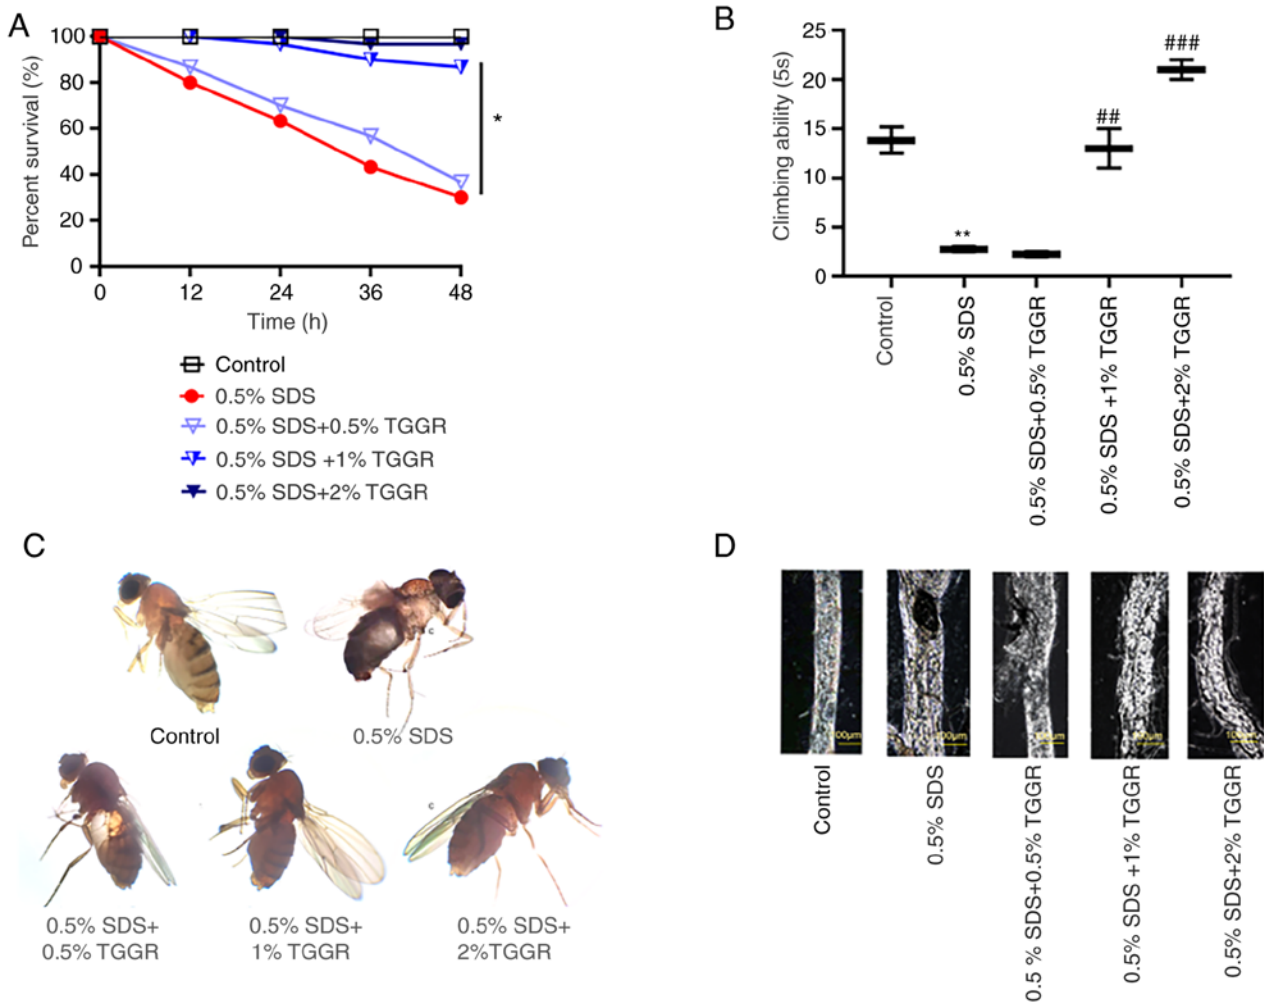 A
Percent survival (%)
100
80
60
40
20
0
0 12 24 36 48
Time (h)
*
Control
0.5% SDS
0.5% SDS+0.5% TGGR
0.5% SDS +1% TGGR
0.5% SDS+2% TGGR
B
Climbing ability (5s)
25
20
15
10
5
0
**
##
###
Control
0.5% SDS
0.5% SDS+0.5% TGGR
0.5% SDS +1% TGGR
0.5% SDS+2% TGGR
C
c
Control
0.5% SDS
c
0.5% SDS+
0.5% TGGR
0.5% SDS+
1% TGGR
0.5% SDS+
2%TGGR
D
Control
0.5% SDS
0.5 % SDS+0.5% TGGR
0.5% SDS +1% TGGR
0.5% SDS+2% TGGR